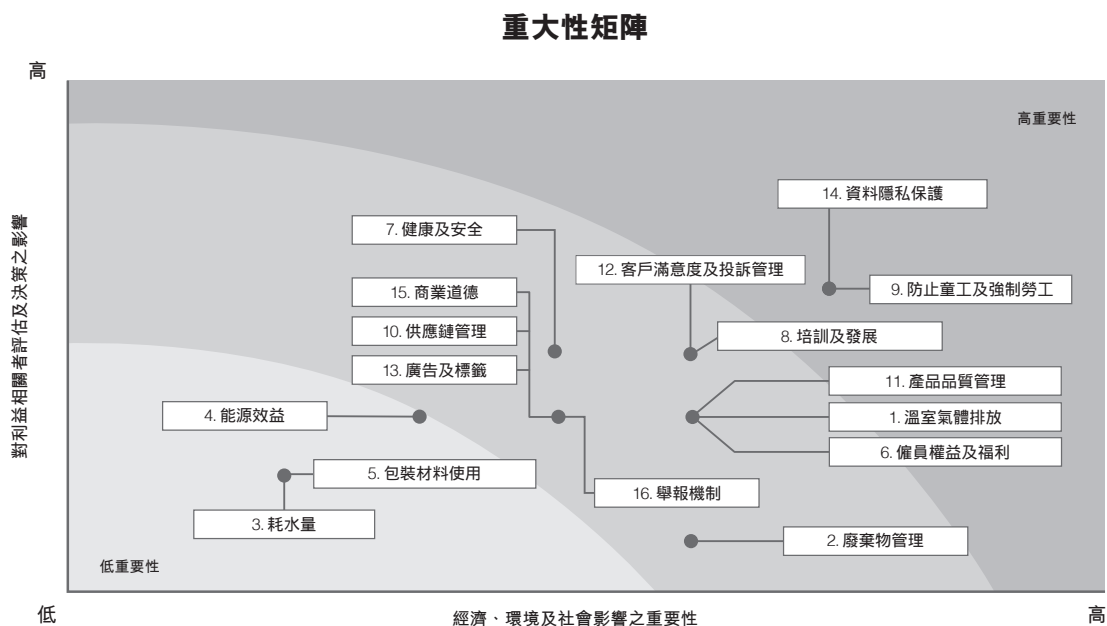 重大性矩陣
高
高重要性
14. 資料隱私保護
7. 健康及安全
12. 客戶滿意度及投訴管理
15. 商業道德
9. 防止童工及強制勞工
10. 供應鏈管理
8. 培訓及發展
13. 廣告及標籤
11. 產品品質管理
4. 能源效益
1. 溫室氣體排放
6. 僱員權益及福利
5. 包裝材料使用
16. 舉報機制
3. 耗水量
2. 廢棄物管理
低重要性
對利益相關者評估及決策之影響
低
經濟、環境及社會影響之重要性
高